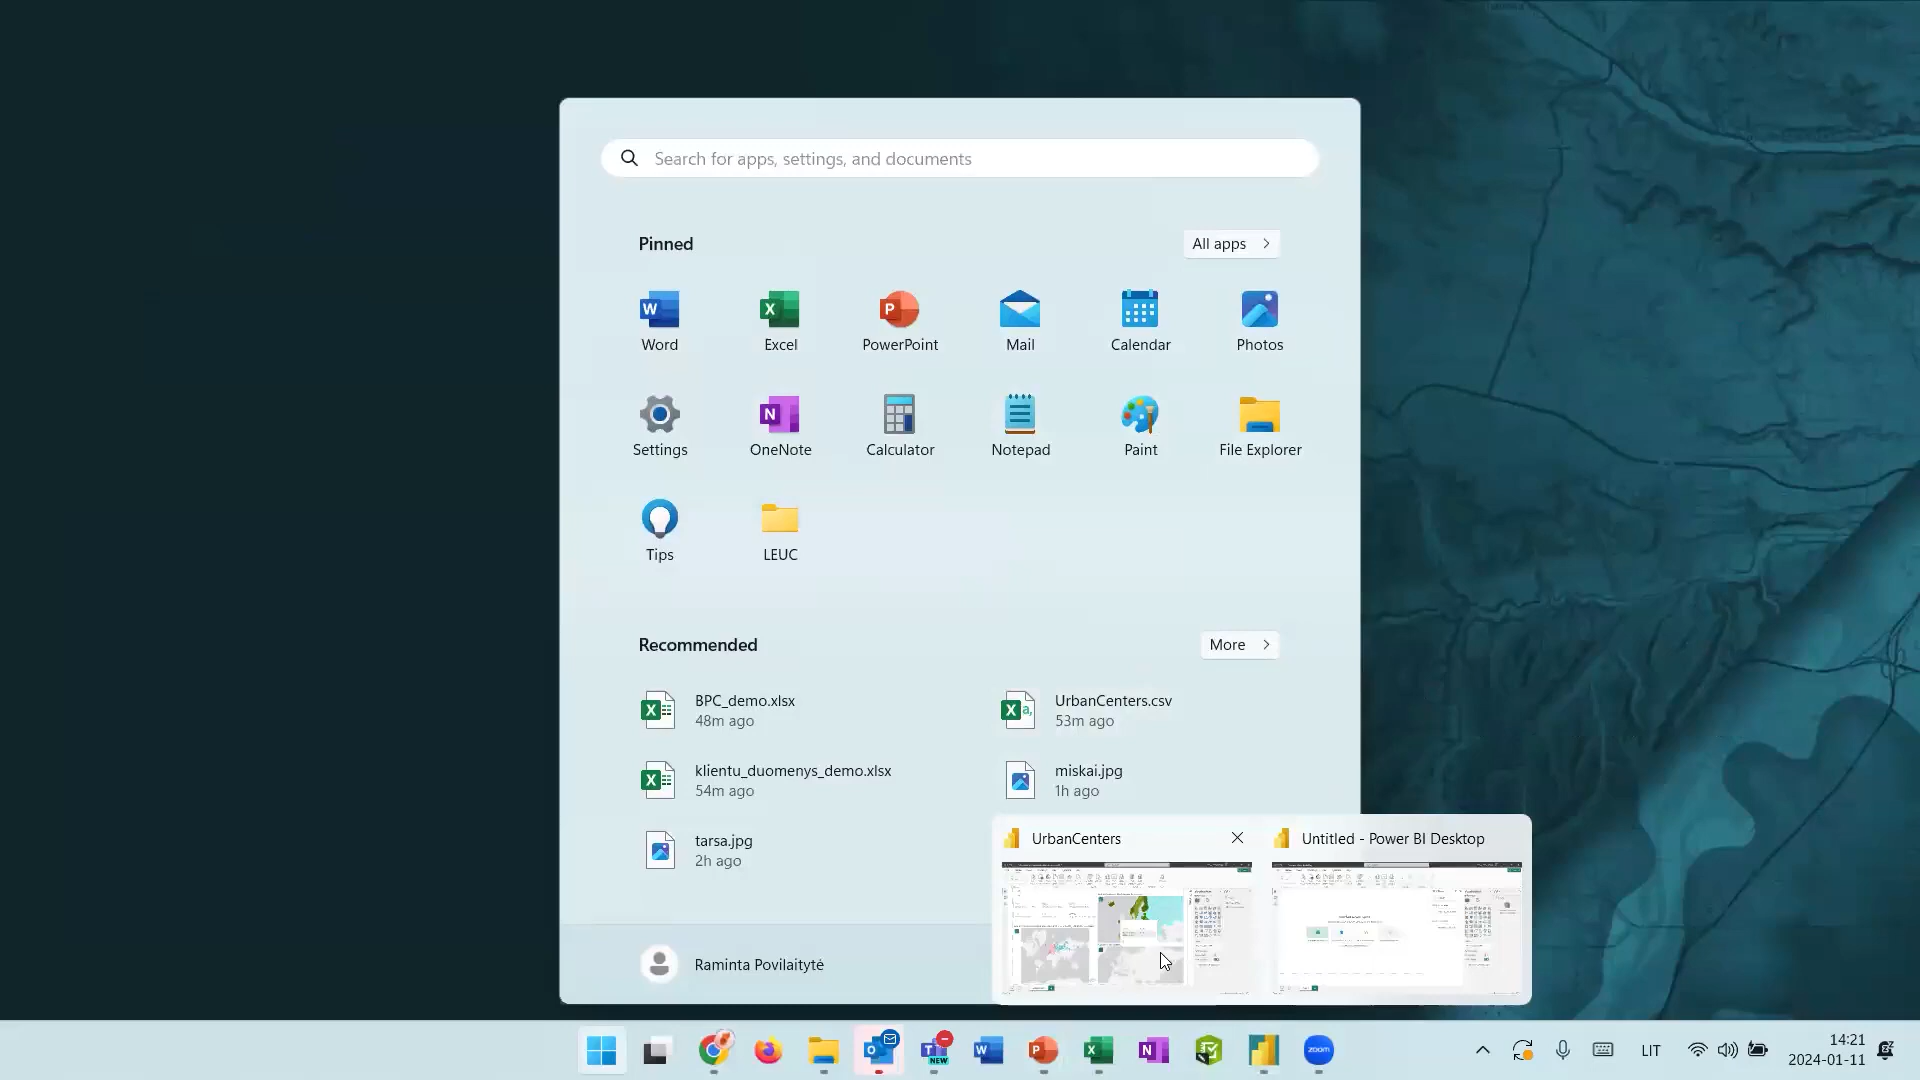 Search for apps, settings, and documents
Pinned
All apps
Word
Excel
PowerPoint
Mail
Calendar
Photos
Settings
OneNote
Calculator
Notepad
Paint
File Explorer
Tips
LEUC
Recommended
More
BPC_demo.xlsx
48m ago
UrbanCenters.csv
53m ago
klientu_duomenys_demo.xlsx
54m ago
miskai.jpg
1h ago
tarsa.jpg
2h ago
UrbanCenters
Untitled - Power BI Desktop
Raminta Povilaitytė
NEW
zoom
LIT
14:21
2024-01-11